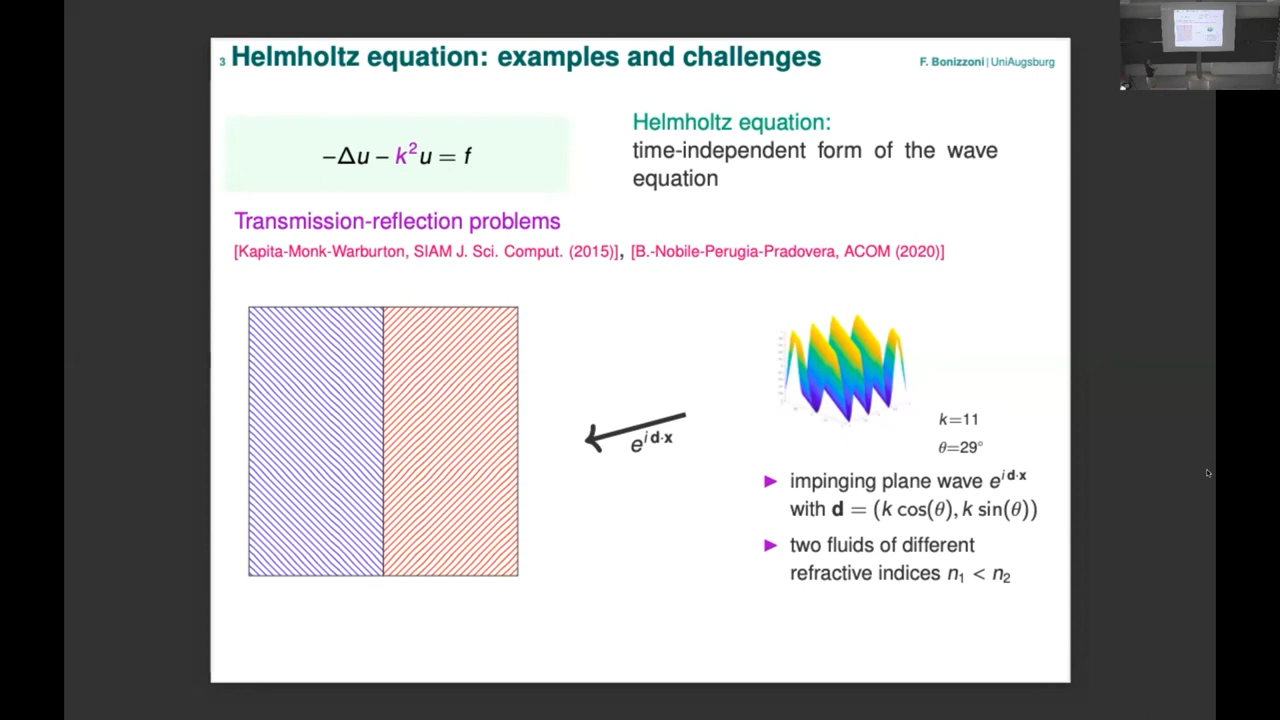 3 Helmholtz equation: examples and challenges
F. Bonizzoni | UniAugsburg
−Δu − k²u = f
Helmholtz equation:
time-independent form of the wave
equation
Transmission-reflection problems
[Kapita-Monk-Warburton, SIAM J. Sci. Comput. (2015)], [B.-Nobile-Perugia-Pradovera, ACOM (2020)]
e^{i d·x}
k=11
θ=29°
► impinging plane wave e^{i d·x}
with d = (k cos(θ), k sin(θ))
► two fluids of different
refractive indices n₁ < n₂